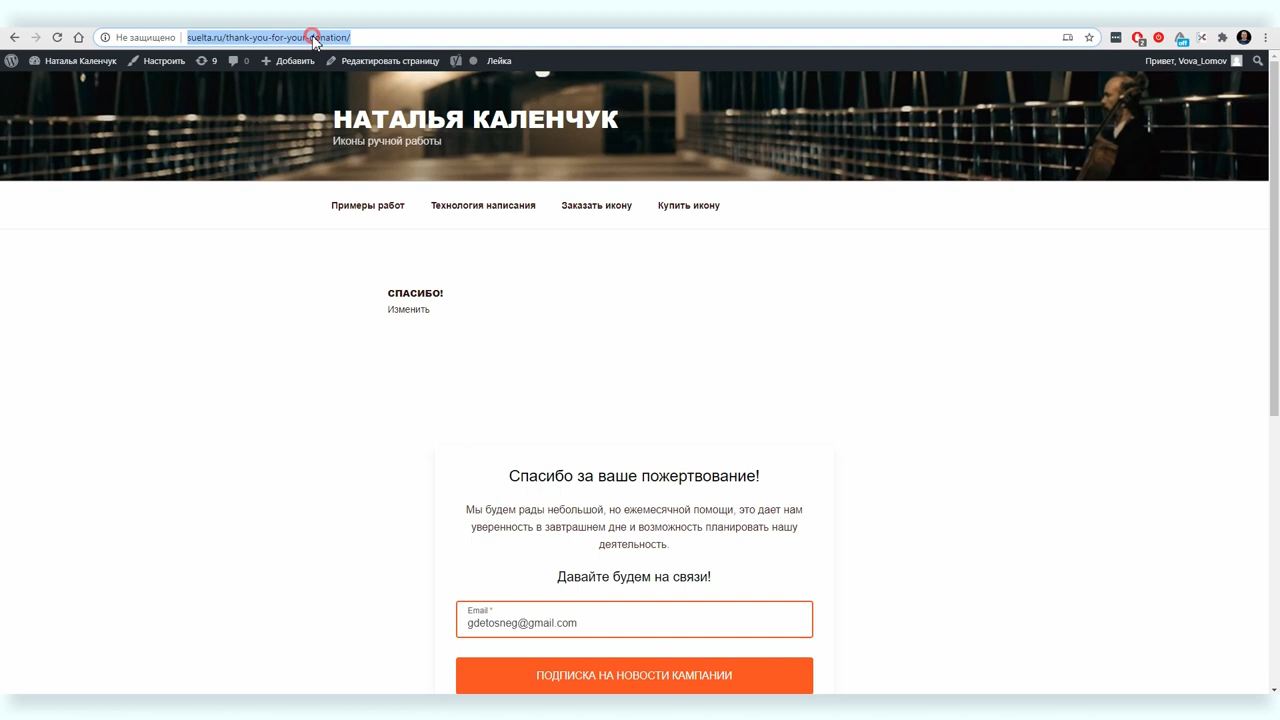 Не защищено
suelta.ru/thank-you-for-your-donation/
Наталья Каленчук
Настроить
9
0
Добавить
Редактировать страницу
Лейка
Привет, Vova_Lomov
НАТАЛЬЯ КАЛЕНЧУК
Иконы ручной работы
Примеры работ
Технология написания
Заказать икону
Купить икону
СПАСИБО!
Изменить
Спасибо за ваше пожертвование!
Мы будем рады небольшой, но ежемесячной помощи, это дает нам
уверенность в завтрашнем дне и возможность планировать нашу
деятельность.
Давайте будем на связи!
Email *
gdetosneg@gmail.com
ПОДПИСКА НА НОВОСТИ КАМПАНИИ